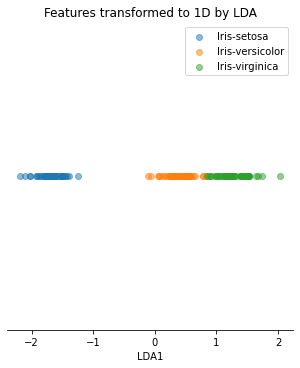 Features transformed to 1D by LDA
Iris-setosa
Iris-versicolor
Iris-virginica
−2 −1 0 1 2
LDA1